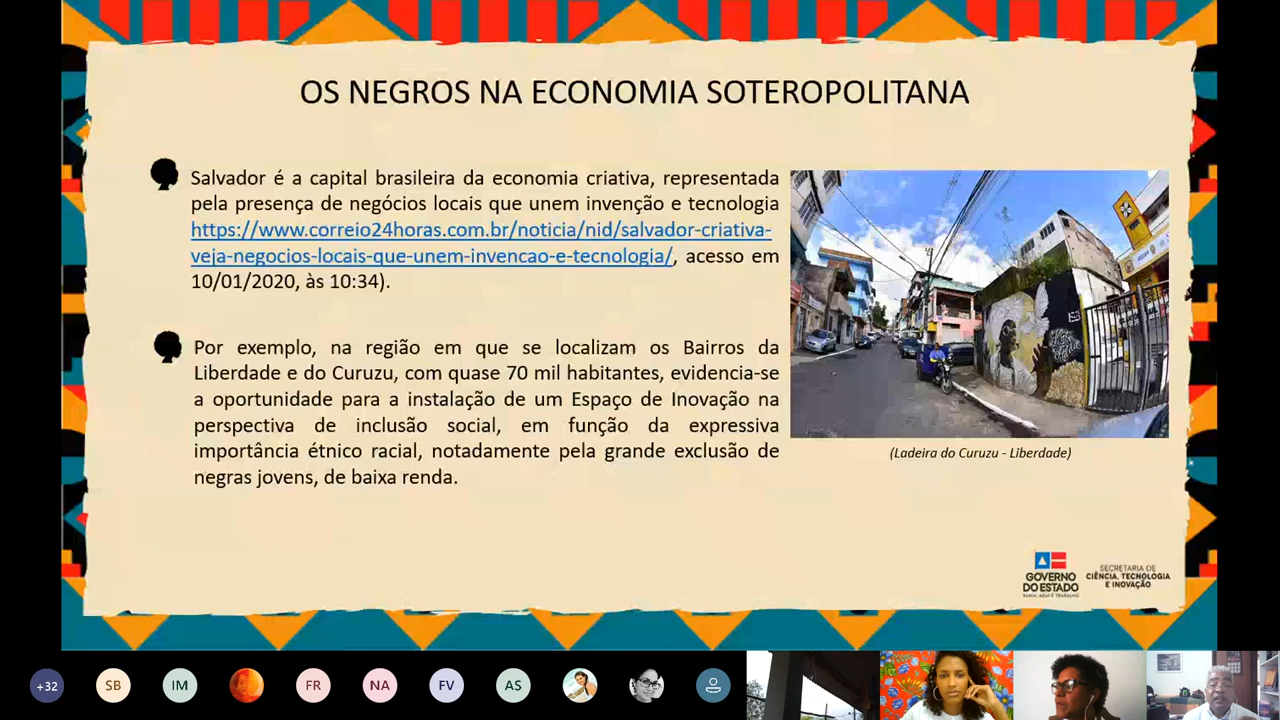 OS NEGROS NA ECONOMIA SOTEROPOLITANA
Salvador é a capital brasileira da economia criativa, representada
pela presença de negócios locais que unem invenção e tecnologia
https://www.correio24horas.com.br/noticia/nid/salvador-criativa-
veja-negocios-locais-que-unem-invencao-e-tecnologia/, acesso em
10/01/2020, às 10:34).
Por exemplo, na região em que se localizam os Bairros da
Liberdade e do Curuzu, com quase 70 mil habitantes, evidencia-se
a oportunidade para a instalação de um Espaço de Inovação na
perspectiva de inclusão social, em função da expressiva
importância étnico racial, notadamente pela grande exclusão de
negras jovens, de baixa renda.
(Ladeira do Curuzu - Liberdade)
GOVERNO
DO ESTADO
BAHIA. AQUI É TRABALHO.
SECRETARIA DE
CIÊNCIA, TECNOLOGIA
E INOVAÇÃO
+32
SB
IM
FR
NA
FV
AS